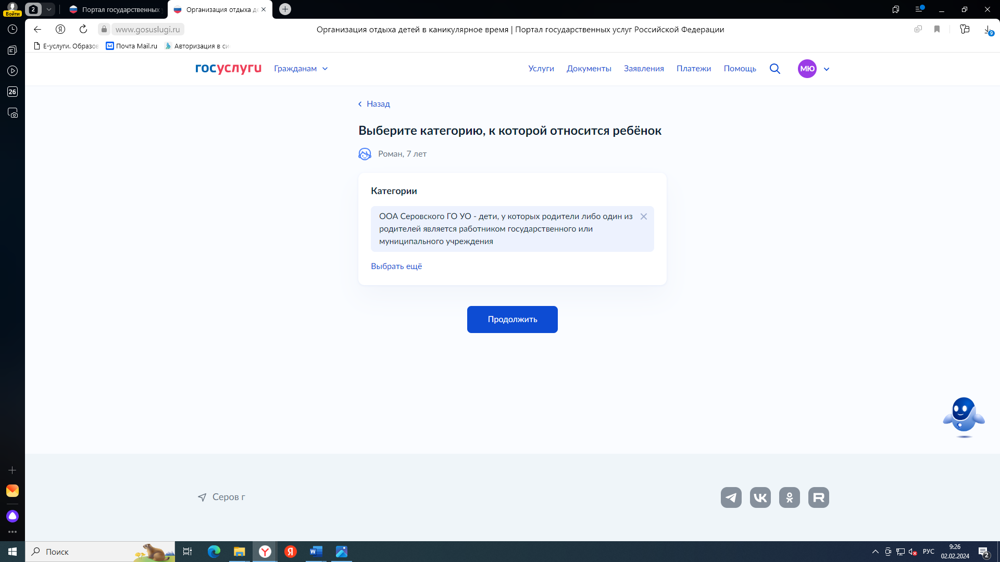 Войти
2
Портал государственных
Организация отдыха де
www.gosuslugi.ru
Организация отдыха детей в каникулярное время | Портал государственных услуг Российской Федерации
9
Е-услуги. Образов
Почта Mail.ru
Авторизация в си
26
госуслуги
Гражданам
Услуги
Документы
Заявления
Платежи
Помощь
МЮ
Назад
Выберите категорию, к которой относится ребёнок
Роман, 7 лет
Категории
ООА Серовского ГО УО - дети, у которых родители либо один из
родителей является работником государственного или
муниципального учреждения
Выбрать ещё
Продолжить
Серов г
Поиск
РУС
9:26
02.02.2024
2